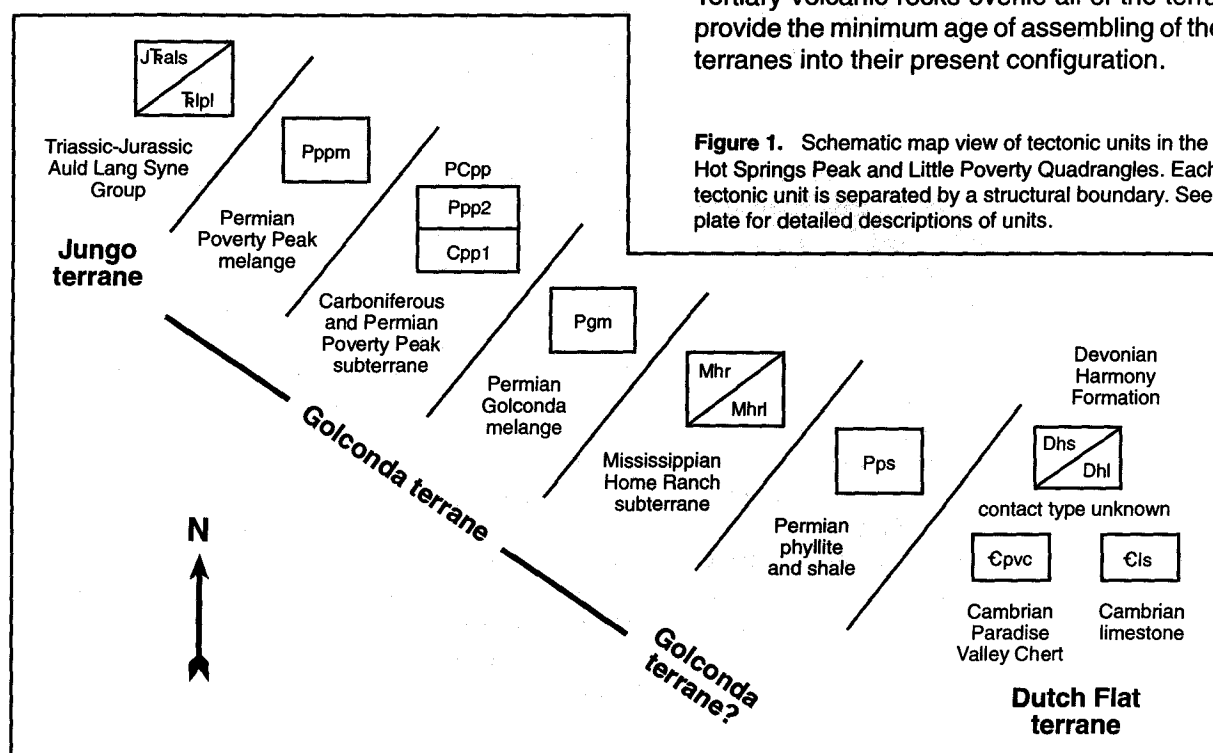 Tertiary volcanic rocks overlie all of the
provide the minimum age of assembling of
terranes into their present configuration.
Figure 1. Schematic map view of tectonic units in the
Hot Springs Peak and Little Poverty Quadrangles. Each
tectonic unit is separated by a structural boundary. See
plate for detailed descriptions of units.
JTRals
TRlpl
Triassic-Jurassic
Auld Lang Syne
Group
Jungo
terrane
Pppm
Permian
Poverty Peak
melange
PCpp
Ppp2
Cpp1
Carboniferous
and Permian
Poverty Peak
subterrane
Pgm
Permian
Golconda
melange
Golconda terrane
Mhr
Mhrl
Mississippian
Home Ranch
subterrane
Pps
Permian
phyllite
and shale
Golconda
terrane?
Devonian
Harmony
Formation
Dhs
Dhl
contact type unknown
Єpvc
Єls
Cambrian
Paradise
Valley Chert
Cambrian
limestone
Dutch Flat
terrane
N